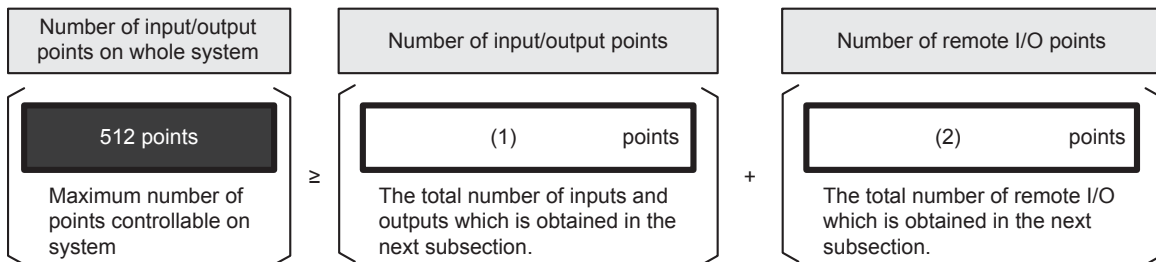 Number of input/output
points on whole system
Number of input/output points
Number of remote I/O points
512 points
≥
(1) points
+
(2) points
Maximum number of
points controllable on
system
The total number of inputs and
outputs which is obtained in the
next subsection.
The total number of remote I/O
which is obtained in the next
subsection.